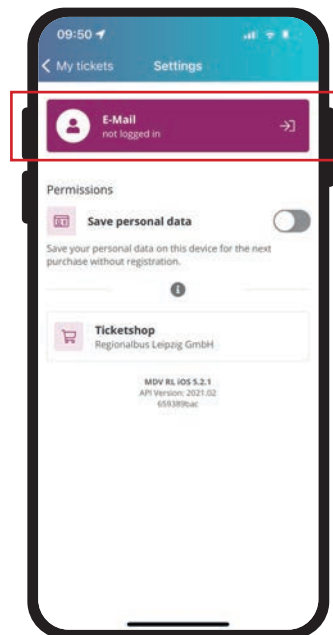 09:50
My tickets
Settings
E-Mail
not logged in
Permissions
Save personal data
Save your personal data on this device for the next
purchase without registration.
Ticketshop
Regionalbus Leipzig GmbH
MDV RL iOS 5.2.1
API Version: 2021.02
659389bac